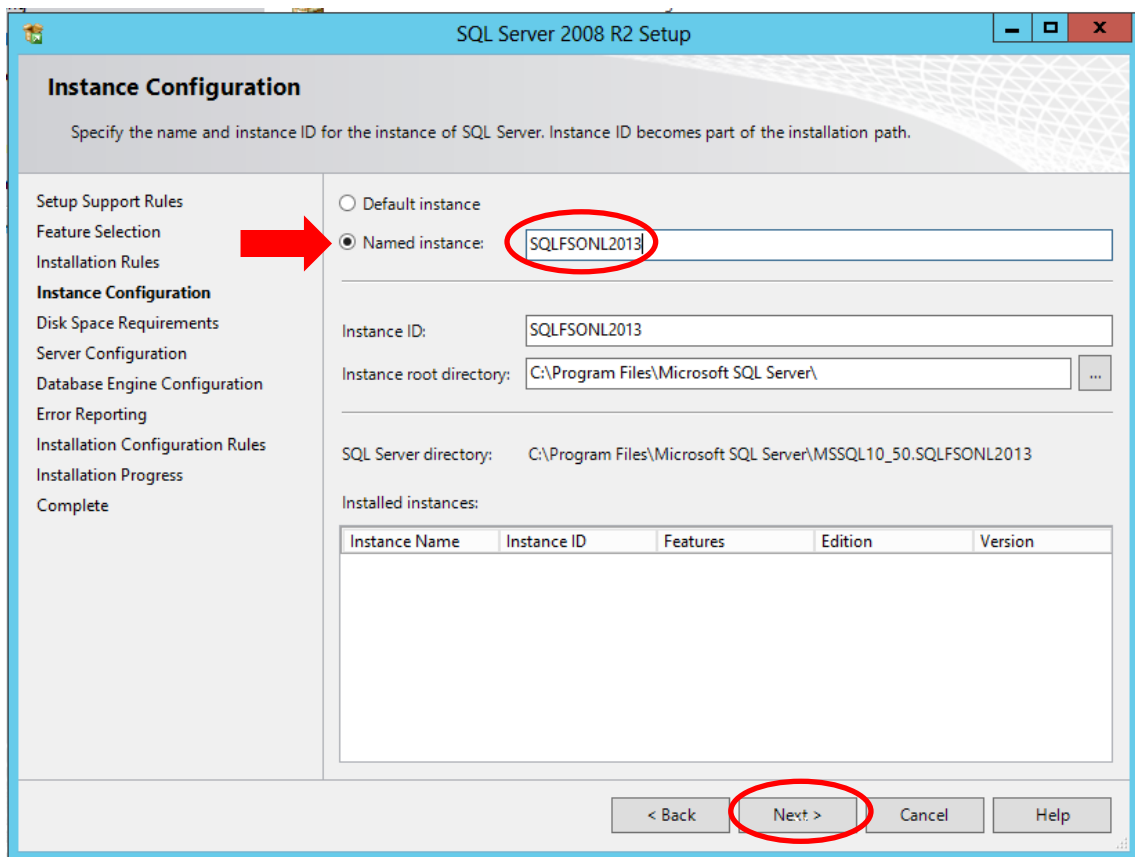 SQL Server 2008 R2 Setup
Instance Configuration
Specify the name and instance ID for the instance of SQL Server. Instance ID becomes part of the installation path.
Setup Support Rules
Feature Selection
Installation Rules
Instance Configuration
Disk Space Requirements
Server Configuration
Database Engine Configuration
Error Reporting
Installation Configuration Rules
Installation Progress
Complete
Default instance
Named instance: SQLFSONL2013
Instance ID: SQLFSONL2013
Instance root directory: C:\Program Files\Microsoft SQL Server\ ...
SQL Server directory: C:\Program Files\Microsoft SQL Server\MSSQL10_50.SQLFSONL2013
Installed instances:
Instance Name Instance ID Features Edition Version
< Back Next > Cancel Help